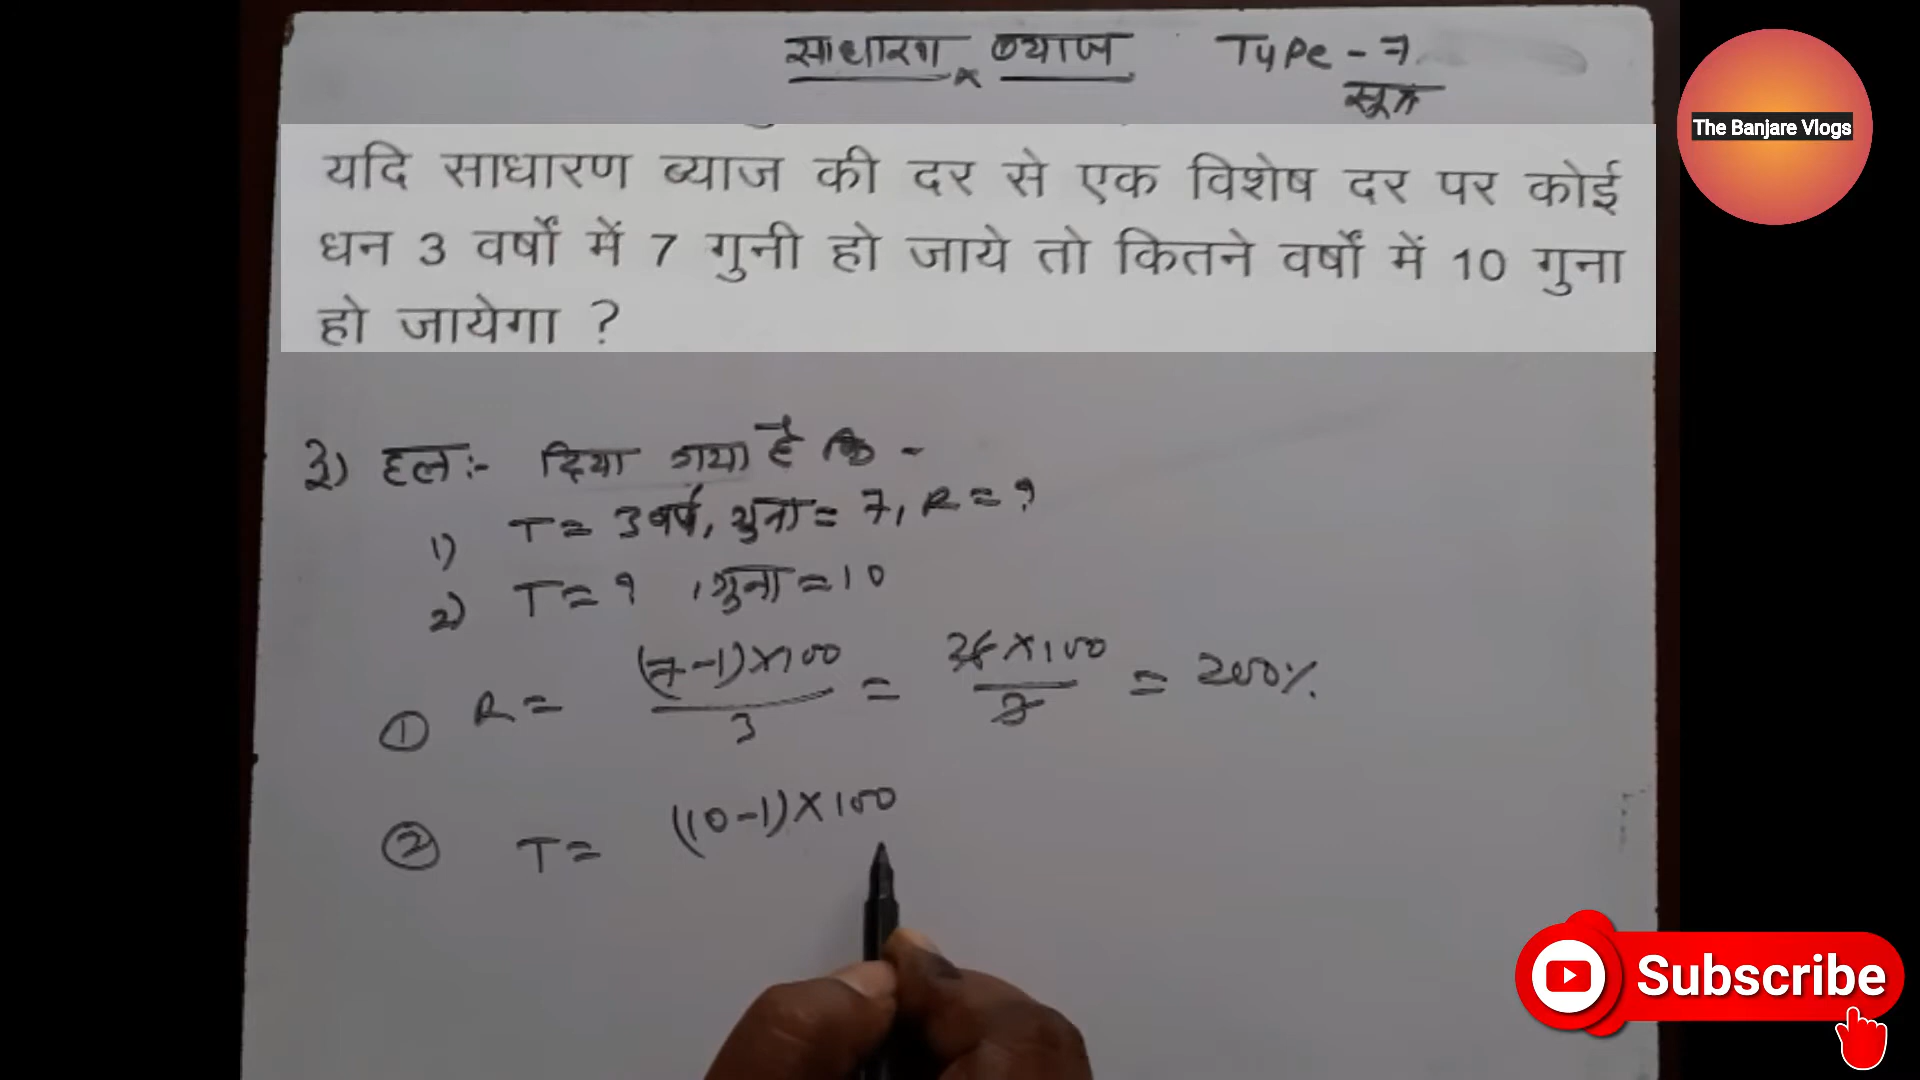 साधारण ब्याज Type - 7
सूत्र
The Banjare Vlogs
यदि साधारण ब्याज की दर से एक विशेष दर पर कोई
धन 3 वर्षों में 7 गुनी हो जाये तो कितने वर्षों में 10 गुना
हो जायेगा ?
3) हल:- दिया गया है कि -
1) T = 3 वर्ष, गुना = 7, R = ?
2) T = ? , गुना = 10
① R = (7-1)×100 / 3 = 26×100 / 3 = 200%
② T = (10-1)×100
Subscribe